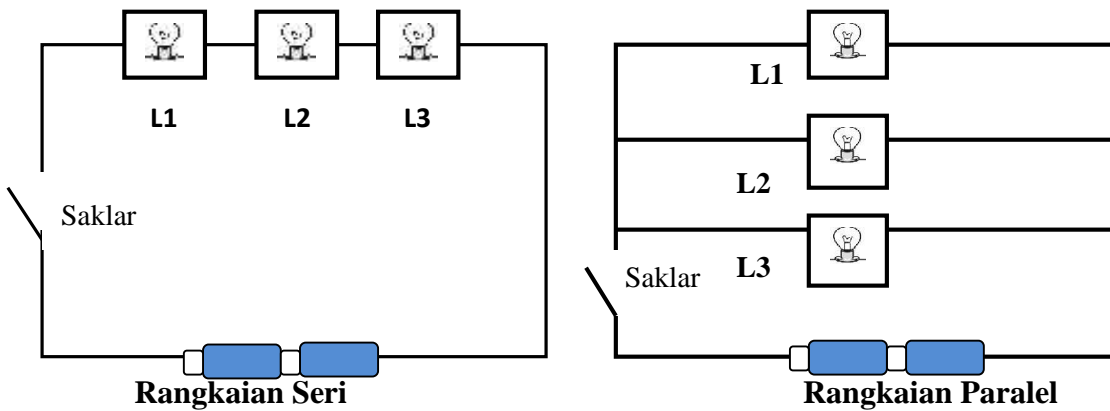 L1 L2 L3
Saklar
Rangkaian Seri
L1
L2
L3
Saklar
Rangkaian Paralel